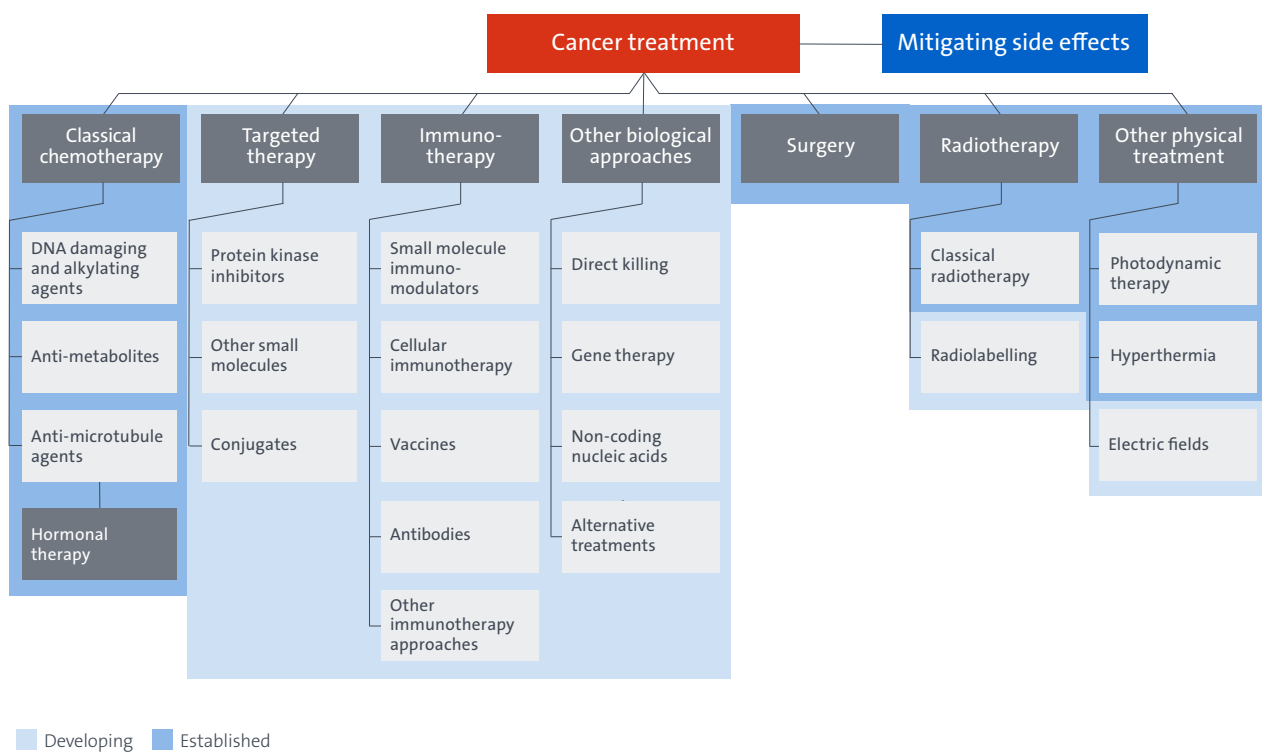 Cancer treatment
Mitigating side effects
Classical
chemotherapy
Targeted
therapy
Immuno-
therapy
Other biological
approaches
Surgery
Radiotherapy
Other physical
treatment
DNA damaging
and alkylating
agents
Anti-metabolites
Anti-microtubule
agents
Hormonal
therapy
Protein kinase
inhibitors
Other small
molecules
Conjugates
Small molecule
immuno-
modulators
Cellular
immunotherapy
Vaccines
Antibodies
Other
immunotherapy
approaches
Direct killing
Gene therapy
Non-coding
nucleic acids
Alternative
treatments
Classical
radiotherapy
Radiolabelling
Photodynamic
therapy
Hyperthermia
Electric fields
Developing
Established